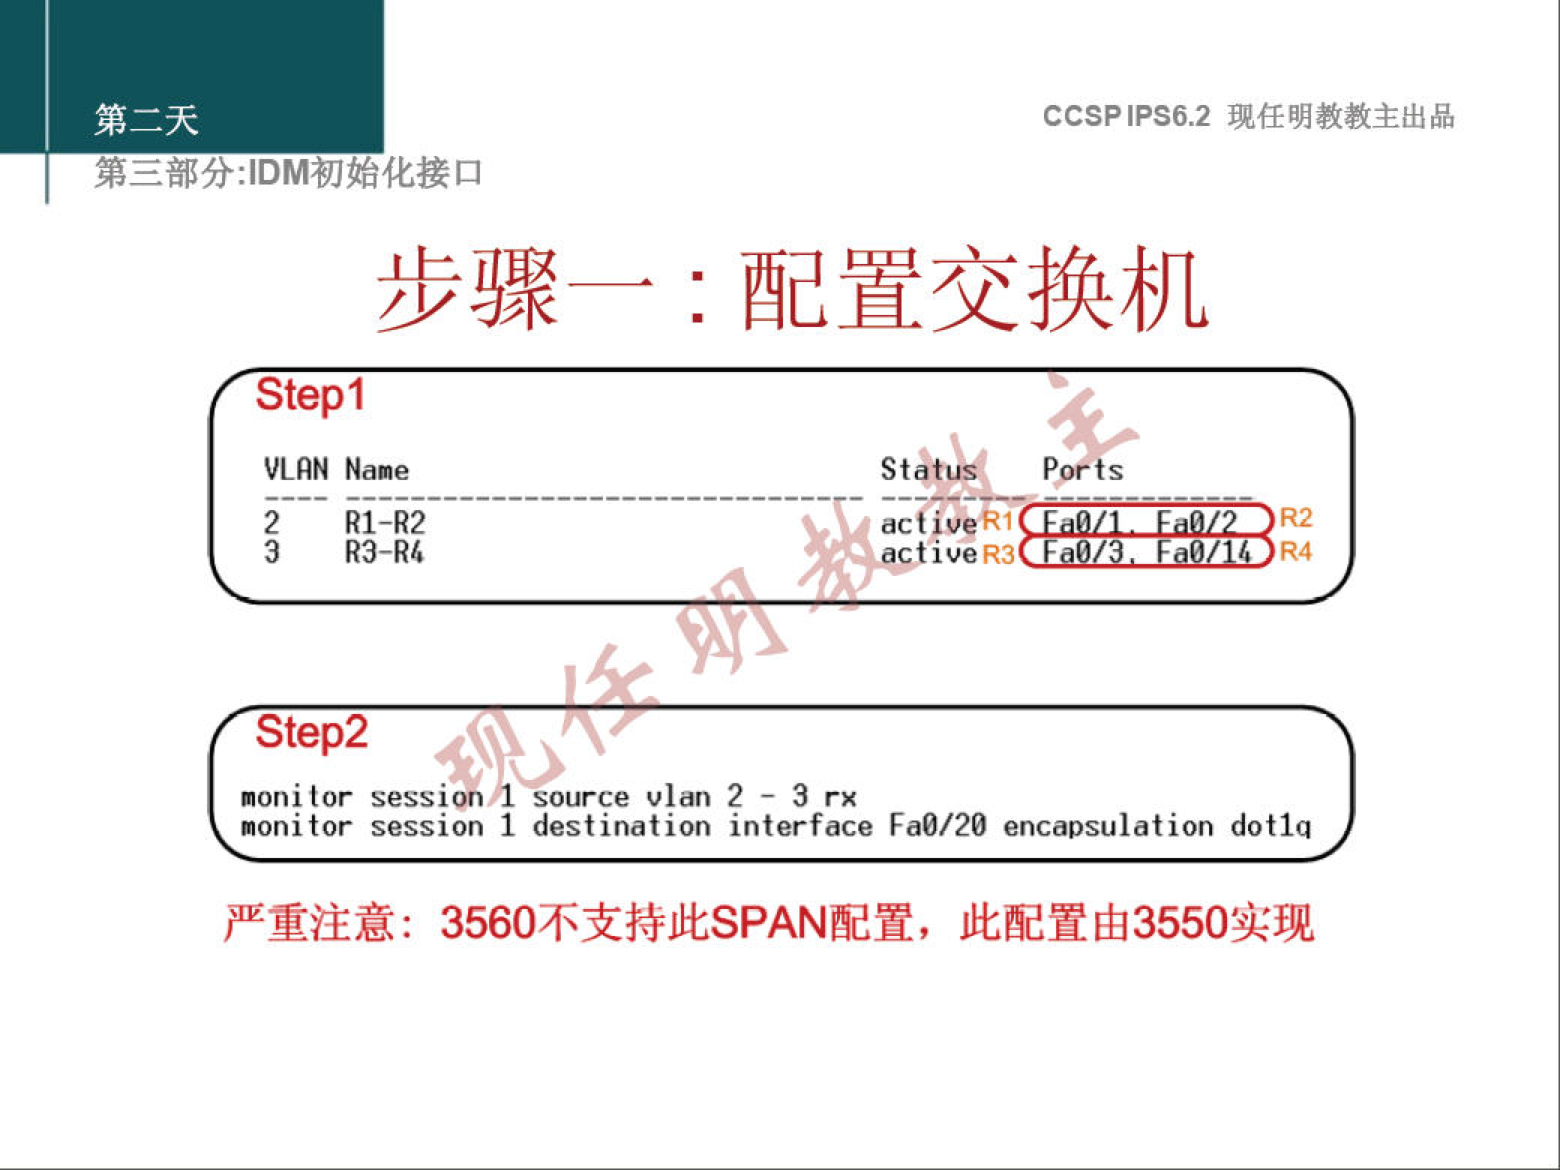 第二天
CCSP IPS6.2 现任明教教主出品
第三部分:IDM初始化接口
步骤一:配置交换机
Step1
VLAN Name Status Ports
---- -------------------------------- --------- -------------
2 R1-R2 active R1 Fa0/1, Fa0/2 R2
3 R3-R4 active R3 Fa0/3, Fa0/14 R4
现任明教教主
Step2
monitor session 1 source vlan 2 - 3 rx
monitor session 1 destination interface Fa0/20 encapsulation dot1q
严重注意：3560不支持此SPAN配置，此配置由3550实现